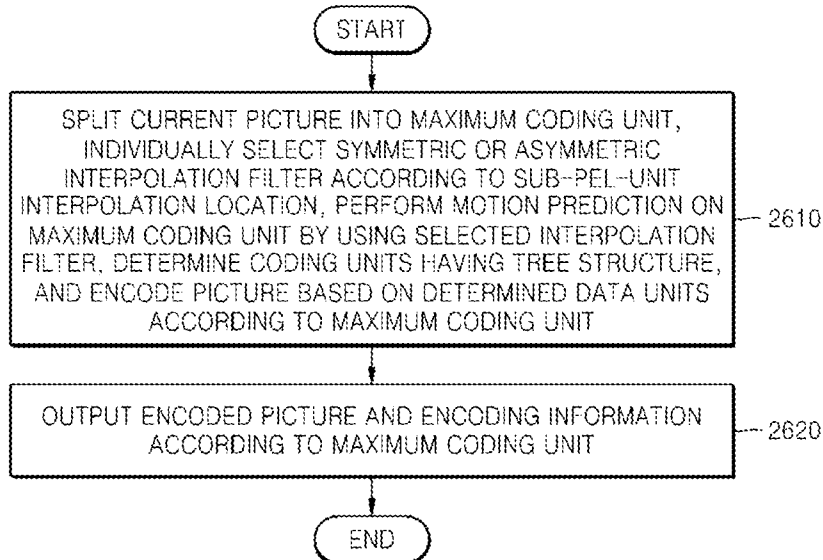 START
SPLIT CURRENT PICTURE INTO MAXIMUM CODING UNIT,
INDIVIDUALLY SELECT SYMMETRIC OR ASYMMETRIC
INTERPOLATION FILTER ACCORDING TO SUB-PEL-UNIT
INTERPOLATION LOCATION, PERFORM MOTION PREDICTION ON
MAXIMUM CODING UNIT BY USING SELECTED INTERPOLATION
FILTER, DETERMINE CODING UNITS HAVING TREE STRUCTURE,
AND ENCODE PICTURE BASED ON DETERMINED DATA UNITS
ACCORDING TO MAXIMUM CODING UNIT
2610
OUTPUT ENCODED PICTURE AND ENCODING INFORMATION
ACCORDING TO MAXIMUM CODING UNIT
2620
END